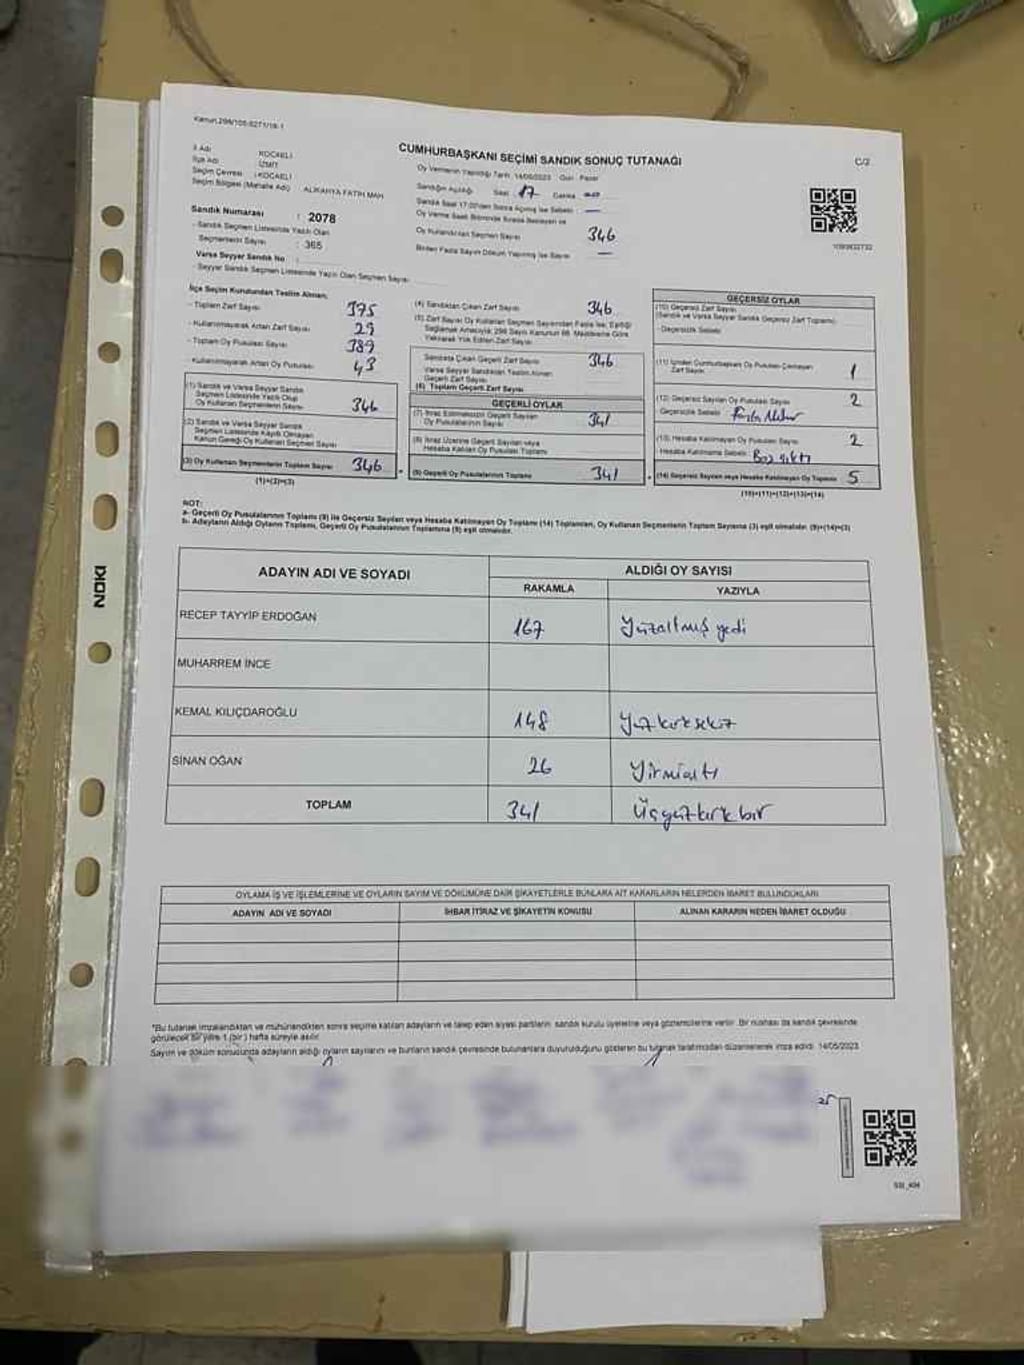 Kanun:298/105-5271/16-1
CUMHURBAŞKANI SEÇİMİ SANDIK SONUÇ TUTANAĞI
C/2
İl Adı : KOCAELİ
İlçe Adı : İZMİT
Seçim Çevresi : KOCAELİ
Seçim Bölgesi (Mahalle Adı) : ALİKAHYA FATİH MAH.
Oy Vermenin Yapıldığı Tarih: 14/05/2023 Gün: Pazar
Sandığın Açıldığı Saat 17 Dakika 00
Sandık Saat 17:00'den Sonra Açılmış İse Sebebi —
Oy Verme Saati Bitiminde Sırada Bekleyen ve
Oy Kullandırılan Seçmen Sayısı 346
Birden Fazla Sayım Döküm Yapılmış İse Sayısı —
Sandık Numarası : 2078
- Sandık Seçmen Listesinde Yazılı Olan
Seçmenlerin Sayısı : 365
Varsa Seyyar Sandık No :
- Seyyar Sandık Seçmen Listesinde Yazılı Olan Seçmen Sayısı
İlçe Seçim Kurulundan Teslim Alınan;
- Toplam Zarf Sayısı 375
- Kullanılmayarak Artan Zarf Sayısı 29
- Toplam Oy Pusulası Sayısı 389
- Kullanılmayarak Artan Oy Pusulası 43
(1) Sandık ve Varsa Seyyar Sandık
Seçmen Listesinde Yazılı Olup
Oy Kullanan Seçmenlerin Sayısı 346
(2) Sandık ve Varsa Seyyar Sandık
Seçmen Listesinde Kayıtlı Olmayan
Kanun Gereği Oy Kullanan Seçmen Sayısı
(3) Oy Kullanan Seçmenlerin Toplam Sayısı 346
(1)+(2)=(3)
(4) Sandıktan Çıkan Zarf Sayısı 346
(5) Zarf Sayısı Oy Kullanan Seçmen Sayısından Fazla İse, Eşitliği
Sağlamak Amacıyla; 298 Sayılı Kanunun 98. Maddesine Göre
Yakılarak Yok Edilen Zarf Sayısı
Sandıkta Çıkan Geçerli Zarf Sayısı 346
Varsa Seyyar Sandıktan Teslim Alınan
Geçerli Zarf Sayısı
(6) Toplam Geçerli Zarf Sayısı
GEÇERLİ OYLAR
(7) İtiraz Edilmeksizin Geçerli Sayılan
Oy Pusulasının Sayısı 341
(8) İtiraz Üzerine Geçerli Sayılan veya
Hesaba Katılan Oy Pusulaları Toplamı
(9) Geçerli Oy Pusulalarının Toplamı 341
GEÇERSİZ OYLAR
(10) Geçersiz Zarf Sayısı
(Sandık ve Varsa Seyyar Sandık Geçersiz Zarf Toplamı)
- Geçersizlik Sebebi:
(11) İçinden Cumhurbaşkanı Oy Pusulası Çıkmayan
Zarf Sayısı 1
(12) Geçersiz Sayılan Oy Pusulası Sayısı 2
- Geçersizlik Sebebi: Fazla Mühür
(13) Hesaba Katılmayan Oy Pusulası Sayısı 2
- Hesaba Katılmama Sebebi: Boş çıktı
(14) Geçersiz Sayılan veya Hesaba Katılmayan Oy Toplamı 5
(10)+(11)+(12)+(13)=(14)
NOT:
a- Geçerli Oy Pusulalarının Toplamı (9) ile Geçersiz Sayılan veya Hesaba Katılmayan Oy Toplamı (14) Toplamları, Oy Kullanan Seçmenlerin Toplam Sayısına (3) eşit olmalıdır. (9)+(14)=(3)
b- Adayların Aldığı Oyların Toplamı, Geçerli Oy Pusulalarının Toplamına (9) eşit olmalıdır.
ADAYIN ADI VE SOYADI ALDIĞI OY SAYISI
RAKAMLA YAZIYLA
RECEP TAYYİP ERDOĞAN 167 Yüzaltmış yedi
MUHARREM İNCE
KEMAL KILIÇDAROĞLU 148 Yüzkırksekiz
SİNAN OĞAN 26 Yirmialtı
TOPLAM 341 Üçyüzkırkbir
OYLAMA İŞ VE İŞLEMLERİNE VE OYLARIN SAYIM VE DÖKÜMÜNE DAİR ŞİKAYETLERLE BUNLARA AİT KARARLARIN NELERDEN İBARET BULUNDUKLARI
ADAYIN ADI VE SOYADI İHBAR İTİRAZ VE ŞİKAYETİN KONUSU ALINAN KARARIN NEDEN İBARET OLDUĞU
*Bu tutanak imzalandıktan ve mühürlendikten sonra seçime katılan adayların ve talep eden siyasi partilerin sandık kurulu üyelerine veya gözlemcilerine verilir. Bir nüshası da sandık çevresinde
görülecek bir yere 1 (bir) hafta süreyle asılır.
Sayım ve döküm sonucunda adayların aldığı oyların sayılarını ve bunların sandık çevresinde bulunanlara duyurulduğunu gösteren bu tutanak tarafımızdan düzenlenerek imza edildi. 14/05/2023
NOKI